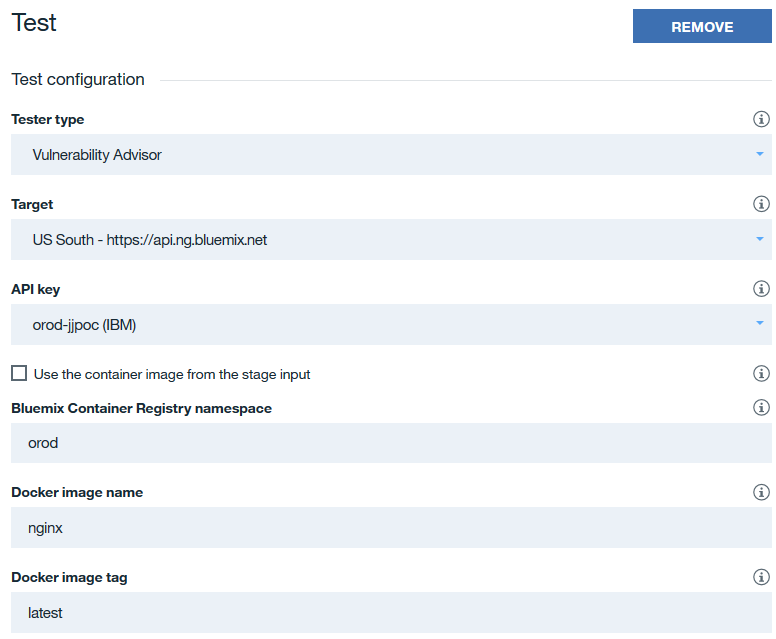 Test
REMOVE
Test configuration
Tester type
Vulnerability Advisor
Target
US South - https://api.ng.bluemix.net
API key
orod-jjpoc (IBM)
Use the container image from the stage input
Bluemix Container Registry namespace
orod
Docker image name
nginx
Docker image tag
latest